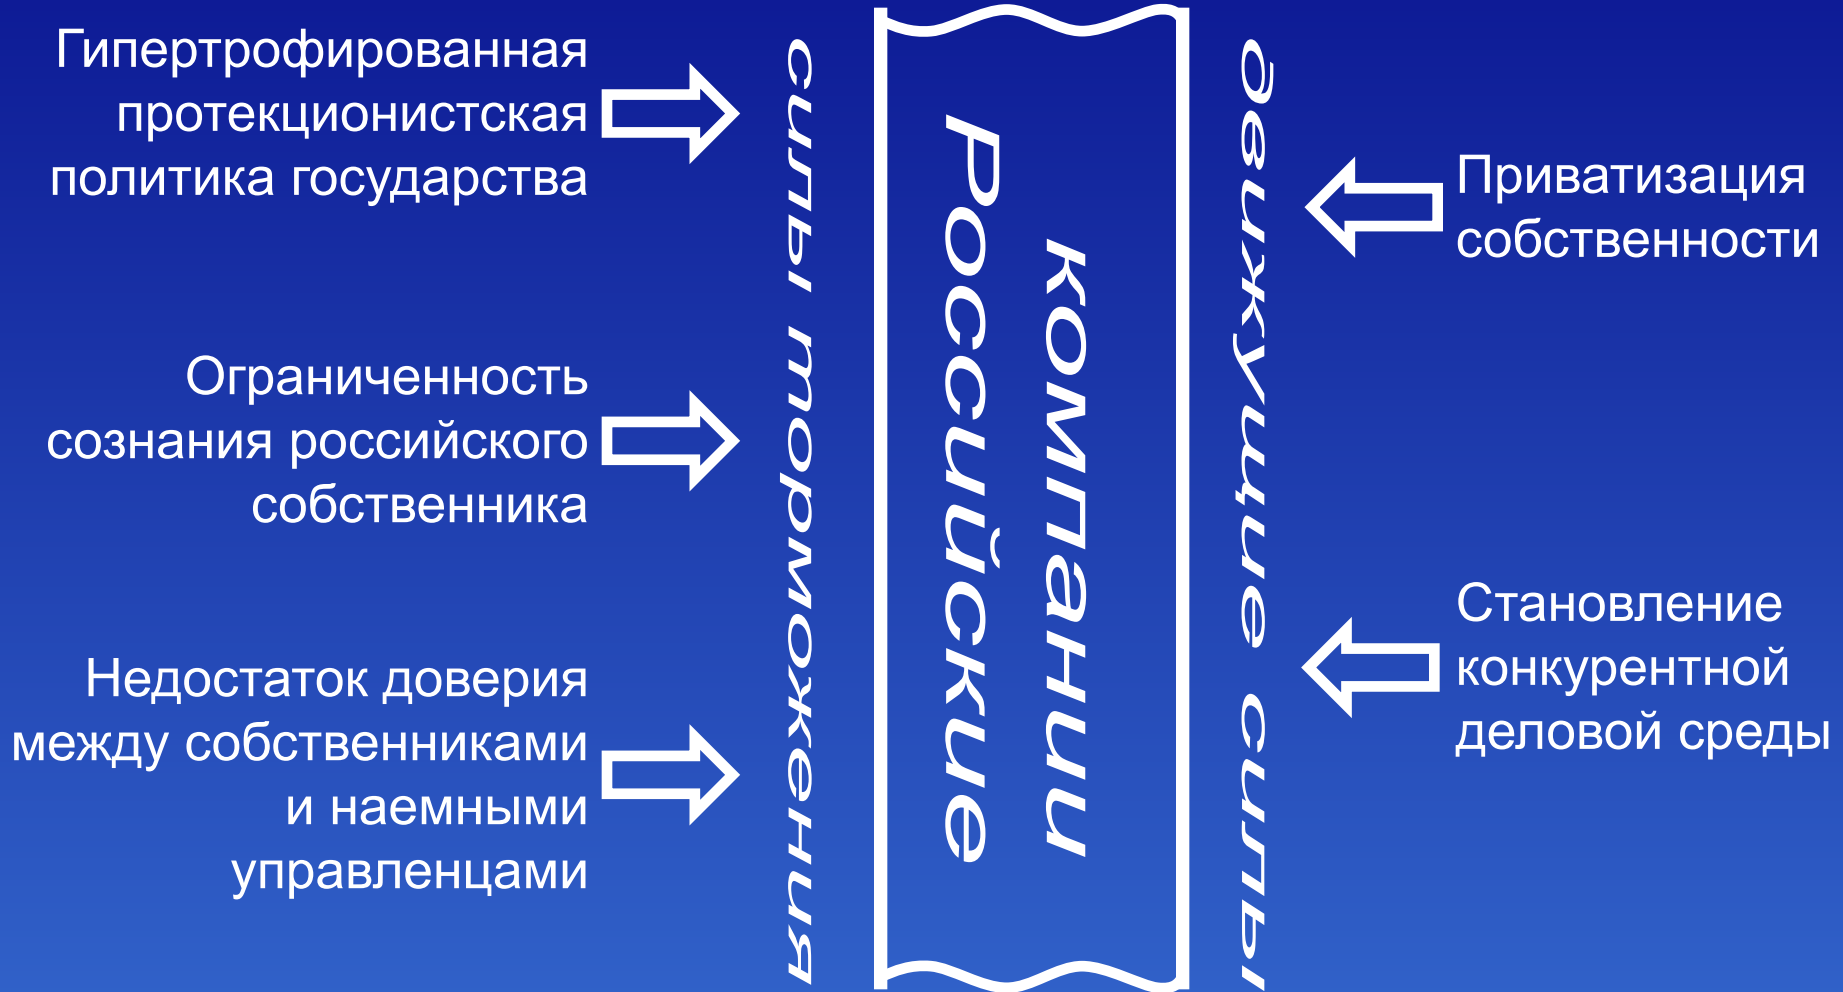 Гипертрофированная
протекционистская
политика государства
Ограниченность
сознания российского
собственника
Недостаток доверия
между собственниками
и наемными
управленцами
силы торможения
Российские
компании
движущие силы
Приватизация
собственности
Становление
конкурентной
деловой среды